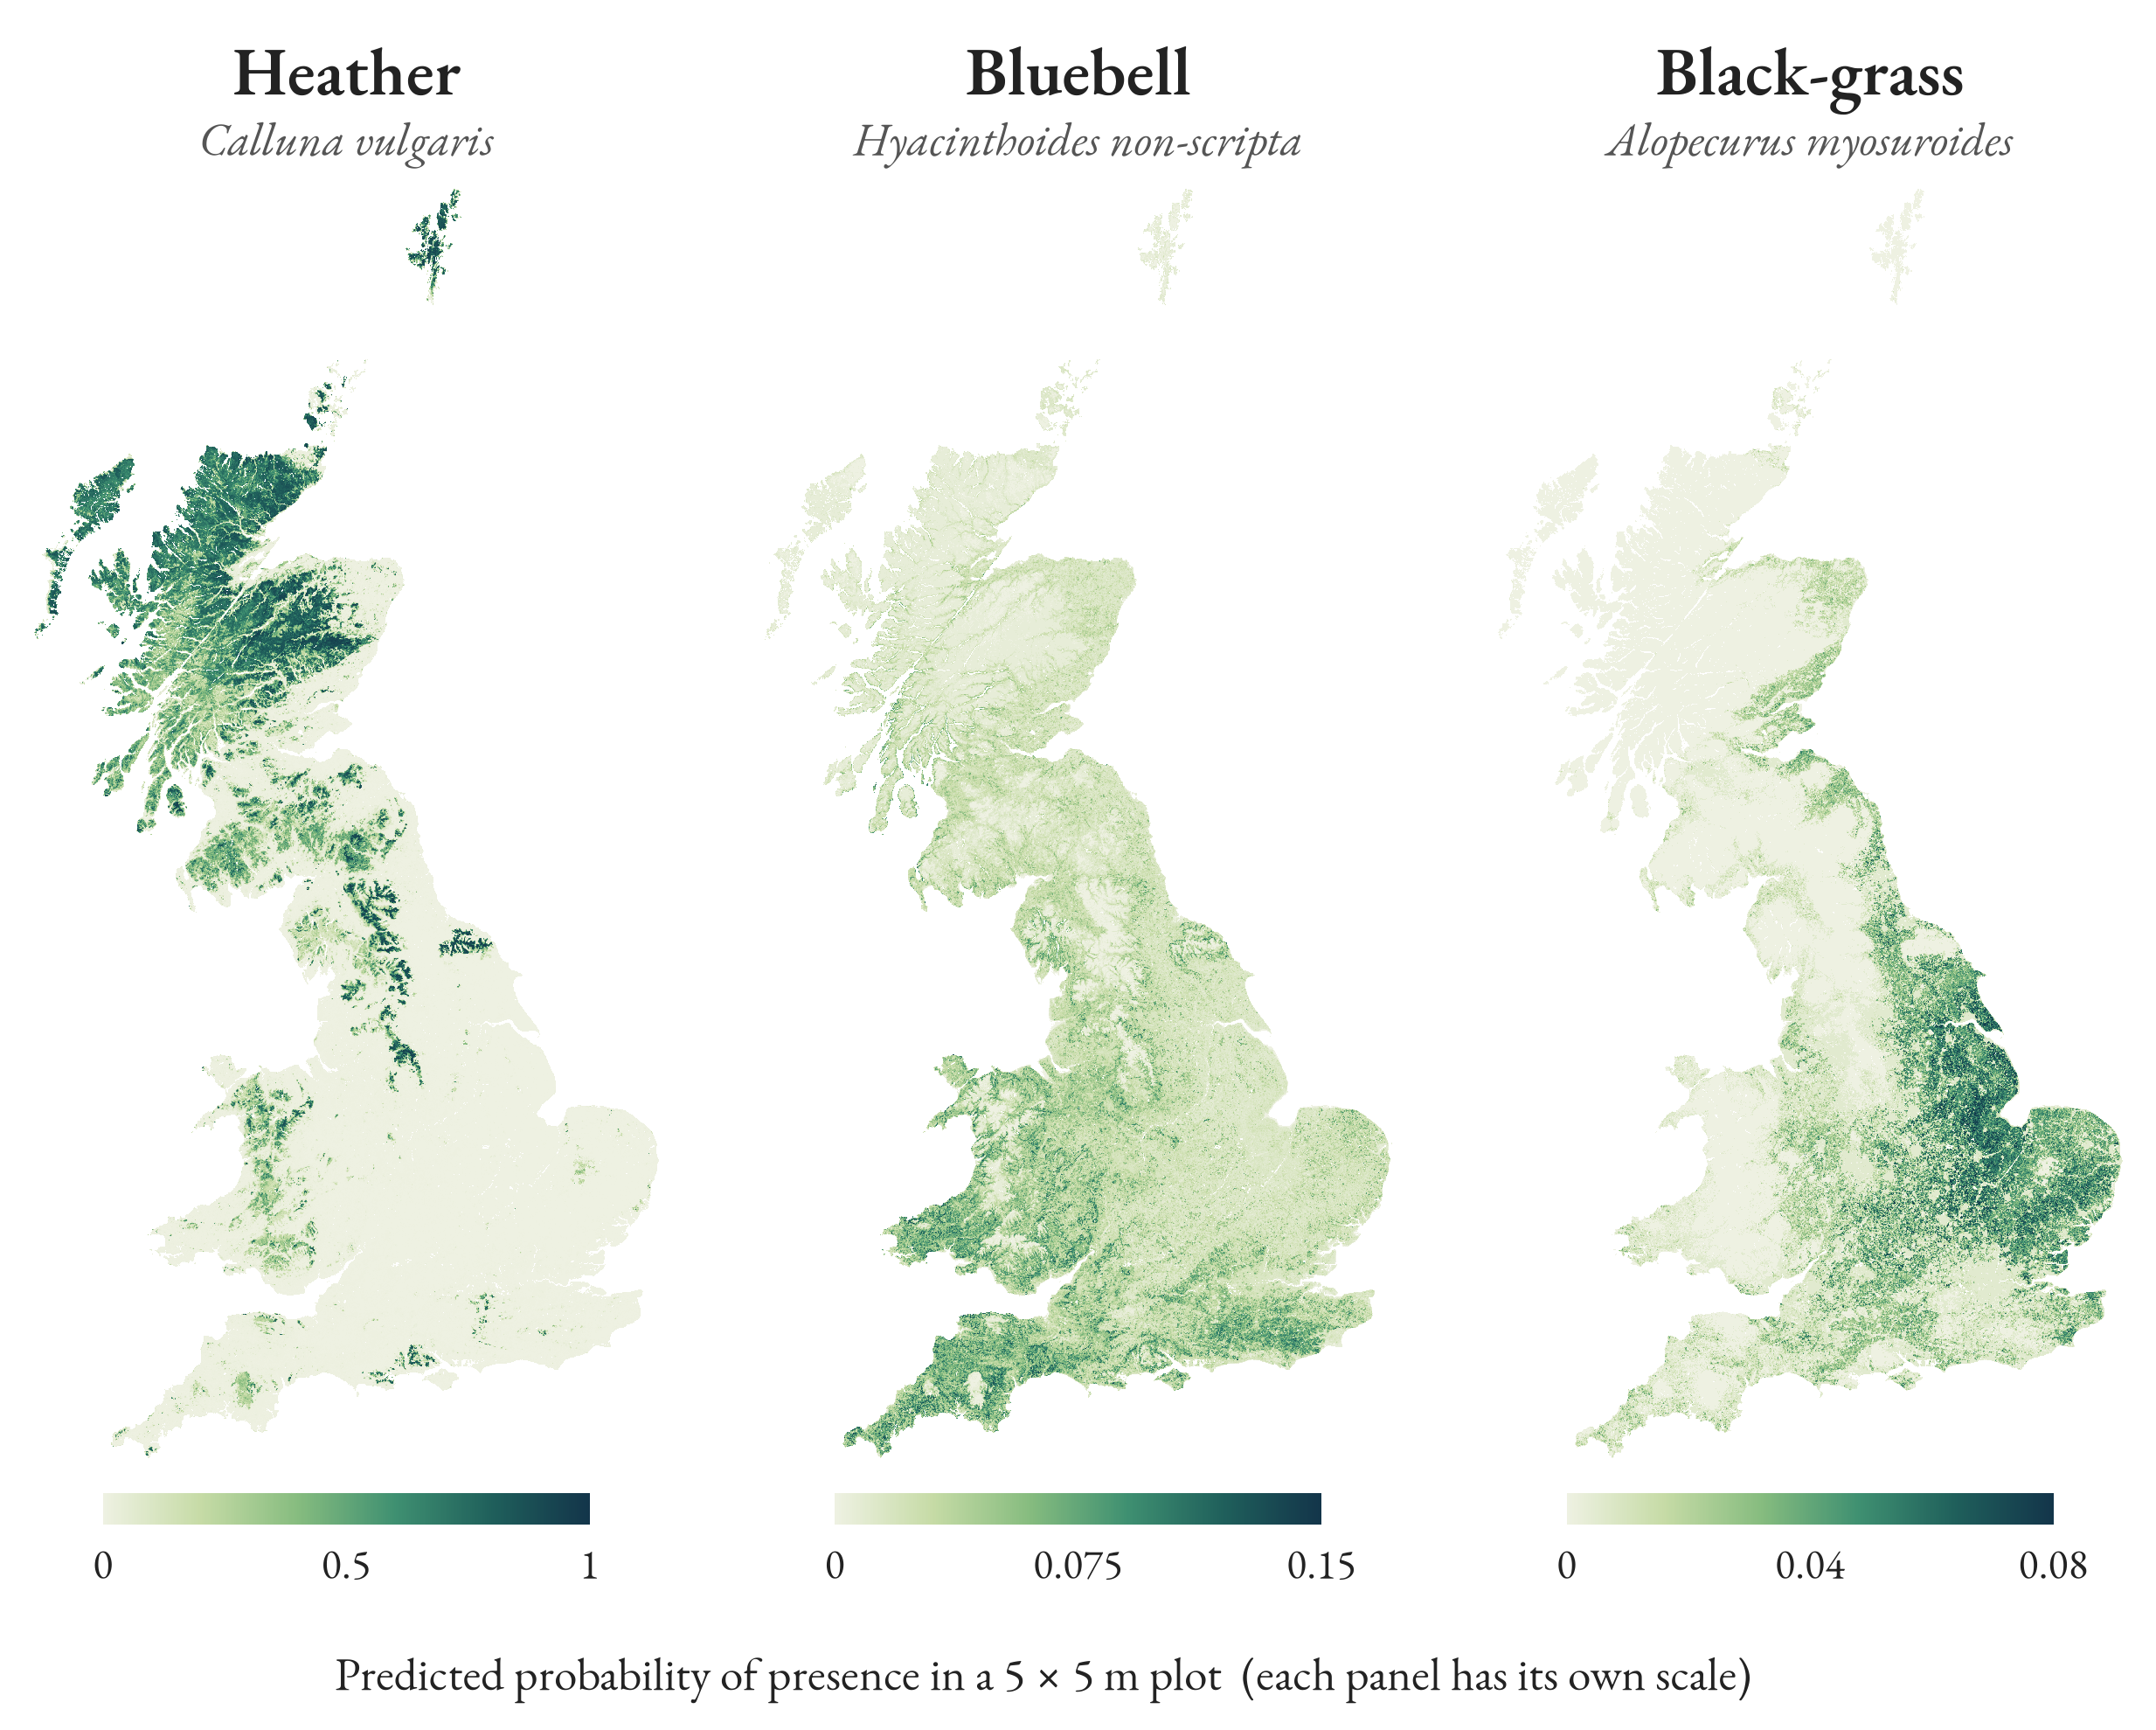 Heather
Calluna vulgaris
Bluebell
Hyacinthoides non-scripta
Black-grass
Alopecurus myosuroides
0 0.5 1
0 0.075 0.15
0 0.04 0.08
Predicted probability of presence in a 5 × 5 m plot (each panel has its own scale)